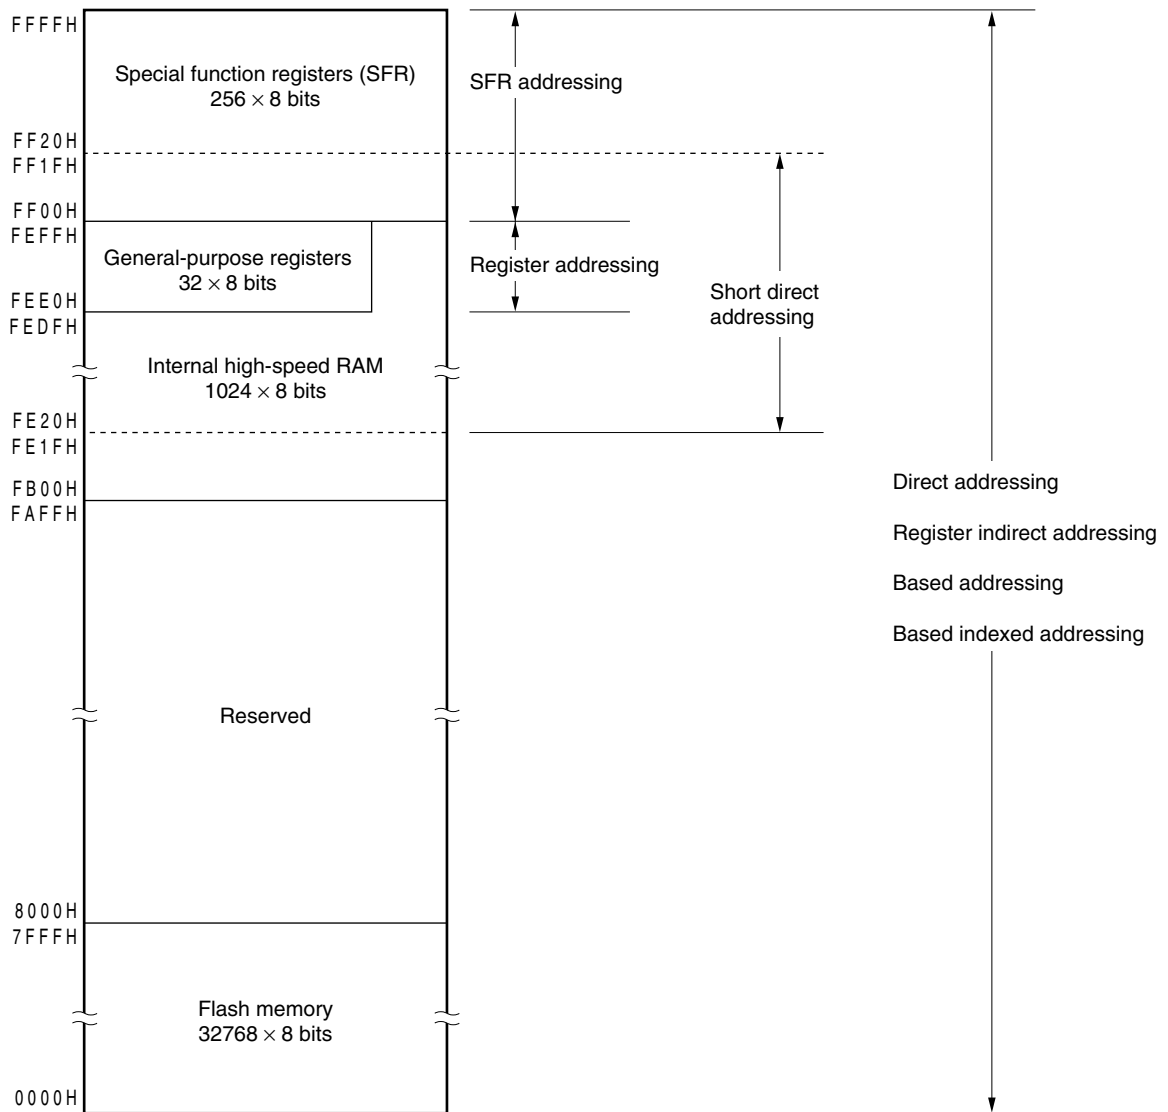 FFFFH
Special function registers (SFR)
256 × 8 bits
SFR addressing
FF20H
FF1FH
FF00H
FEFFH
General-purpose registers
32 × 8 bits
Register addressing
Short direct
addressing
FEE0H
FEDFH
Internal high-speed RAM
1024 × 8 bits
FE20H
FE1FH
FB00H
FAFFH
Direct addressing
Register indirect addressing
Based addressing
Based indexed addressing
Reserved
8000H
7FFFH
Flash memory
32768 × 8 bits
0000H